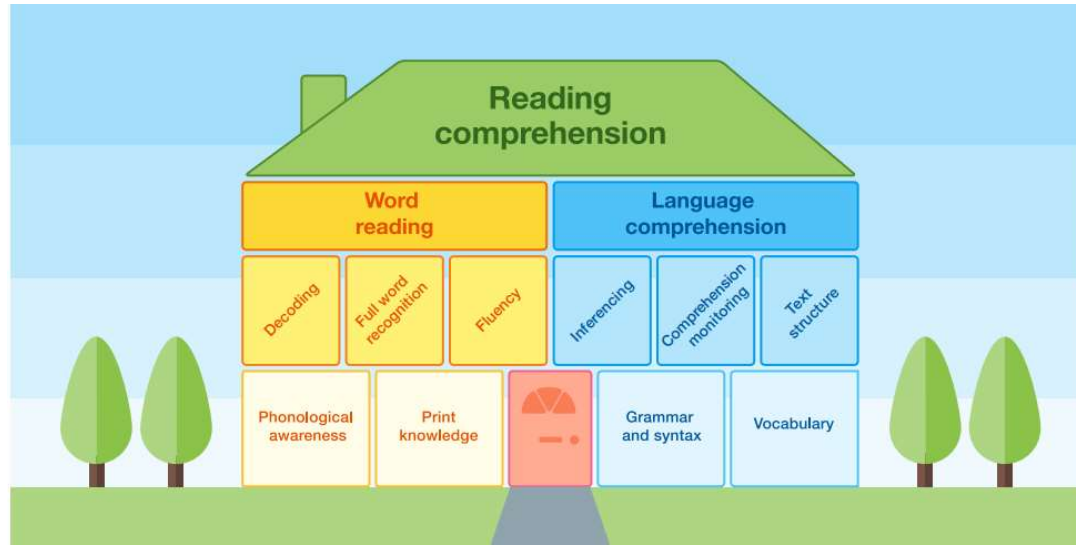 Reading
comprehension
Word
reading
Language
comprehension
Decoding
Full word
recognition
Fluency
Inferencing
Comprehension
monitoring
Text
structure
Phonological
awareness
Print
knowledge
Grammar
and syntax
Vocabulary